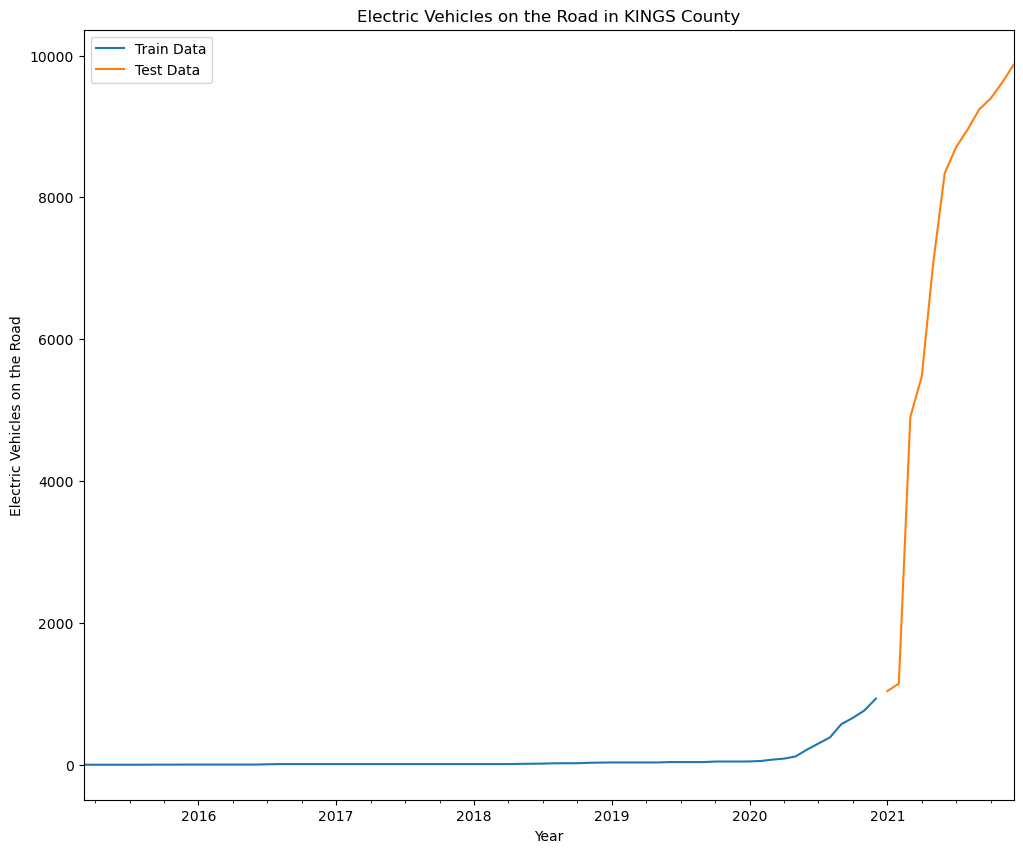 Electric Vehicles on the Road in KINGS County
Train Data
Test Data
10000
8000
6000
4000
2000
0
Electric Vehicles on the Road
2016
2017
2018
2019
2020
2021
Year